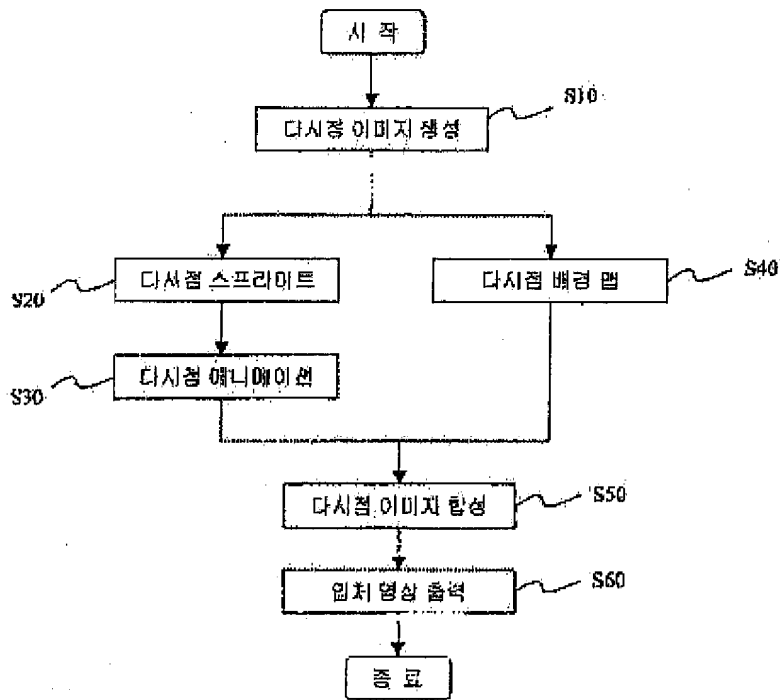 시 작
S10
다시점 이미지 생성
다시점 스프라이트
S20
다시점 배경 맵
S40
다시점 애니메이션
S30
다시점 이미지 합성
S50
입체 영상 출력
S60
종 료